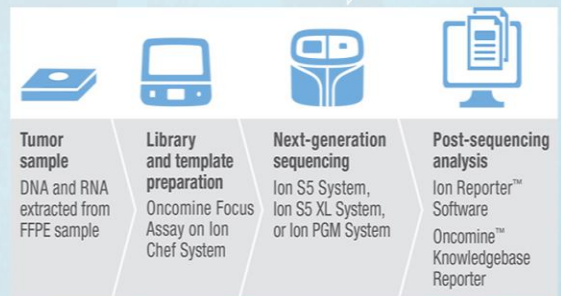 Tumor
sample
DNA and RNA
extracted from
FFPE sample
Library
and template
preparation
Oncomine Focus
Assay on Ion
Chef System
Next-generation
sequencing
Ion S5 System,
Ion S5 XL System,
or Ion PGM System
Post-sequencing
analysis
Ion Reporter™
Software
Oncomine™
Knowledgebase
Reporter